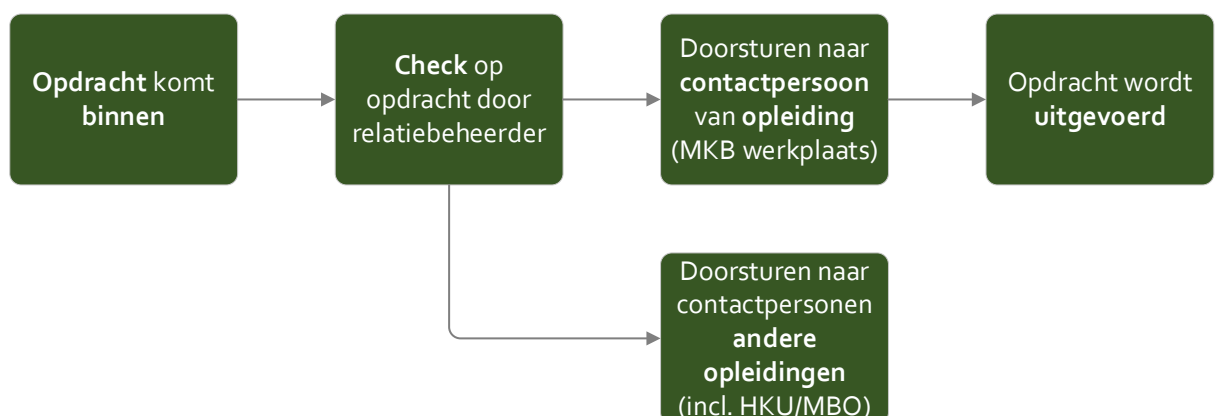 Opdracht komt
binnen
Check op
opdracht door
relatiebeheerder
Doorsturen naar
contactpersoon
van opleiding
(MKB werkplaats)
Opdracht wordt
uitgevoerd
Doorsturen naar
contactpersonen
andere
opleidingen
(incl. HKU/MBO)